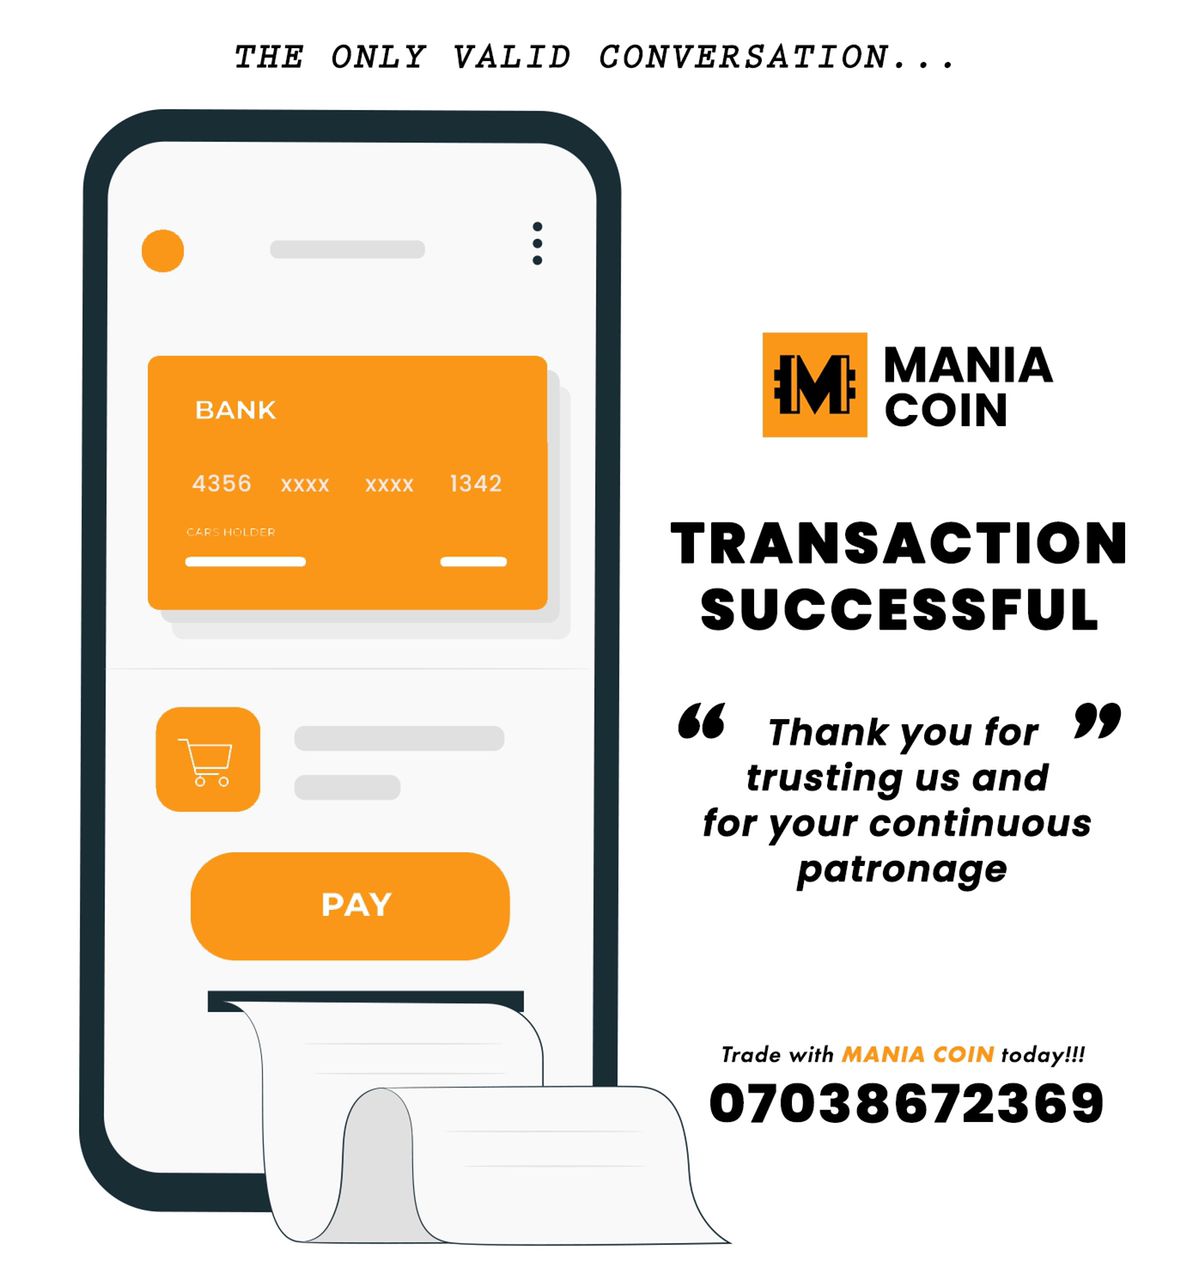 THE ONLY VALID CONVERSATION...
BANK
4356 xxxx xxxx 1342
CARS HOLDER
PAY
MANIA
COIN
TRANSACTION
SUCCESSFUL
“ Thank you for ”
trusting us and
for your continuous
patronage
Trade with MANIA COIN today!!!
07038672369